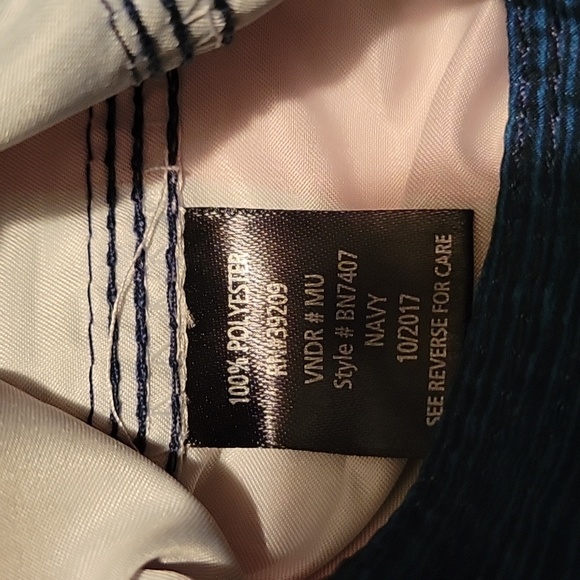 100% POLYESTER
RN# 39209
VNDR # MU
Style # BN7407
NAVY
10/2017
SEE REVERSE FOR CARE